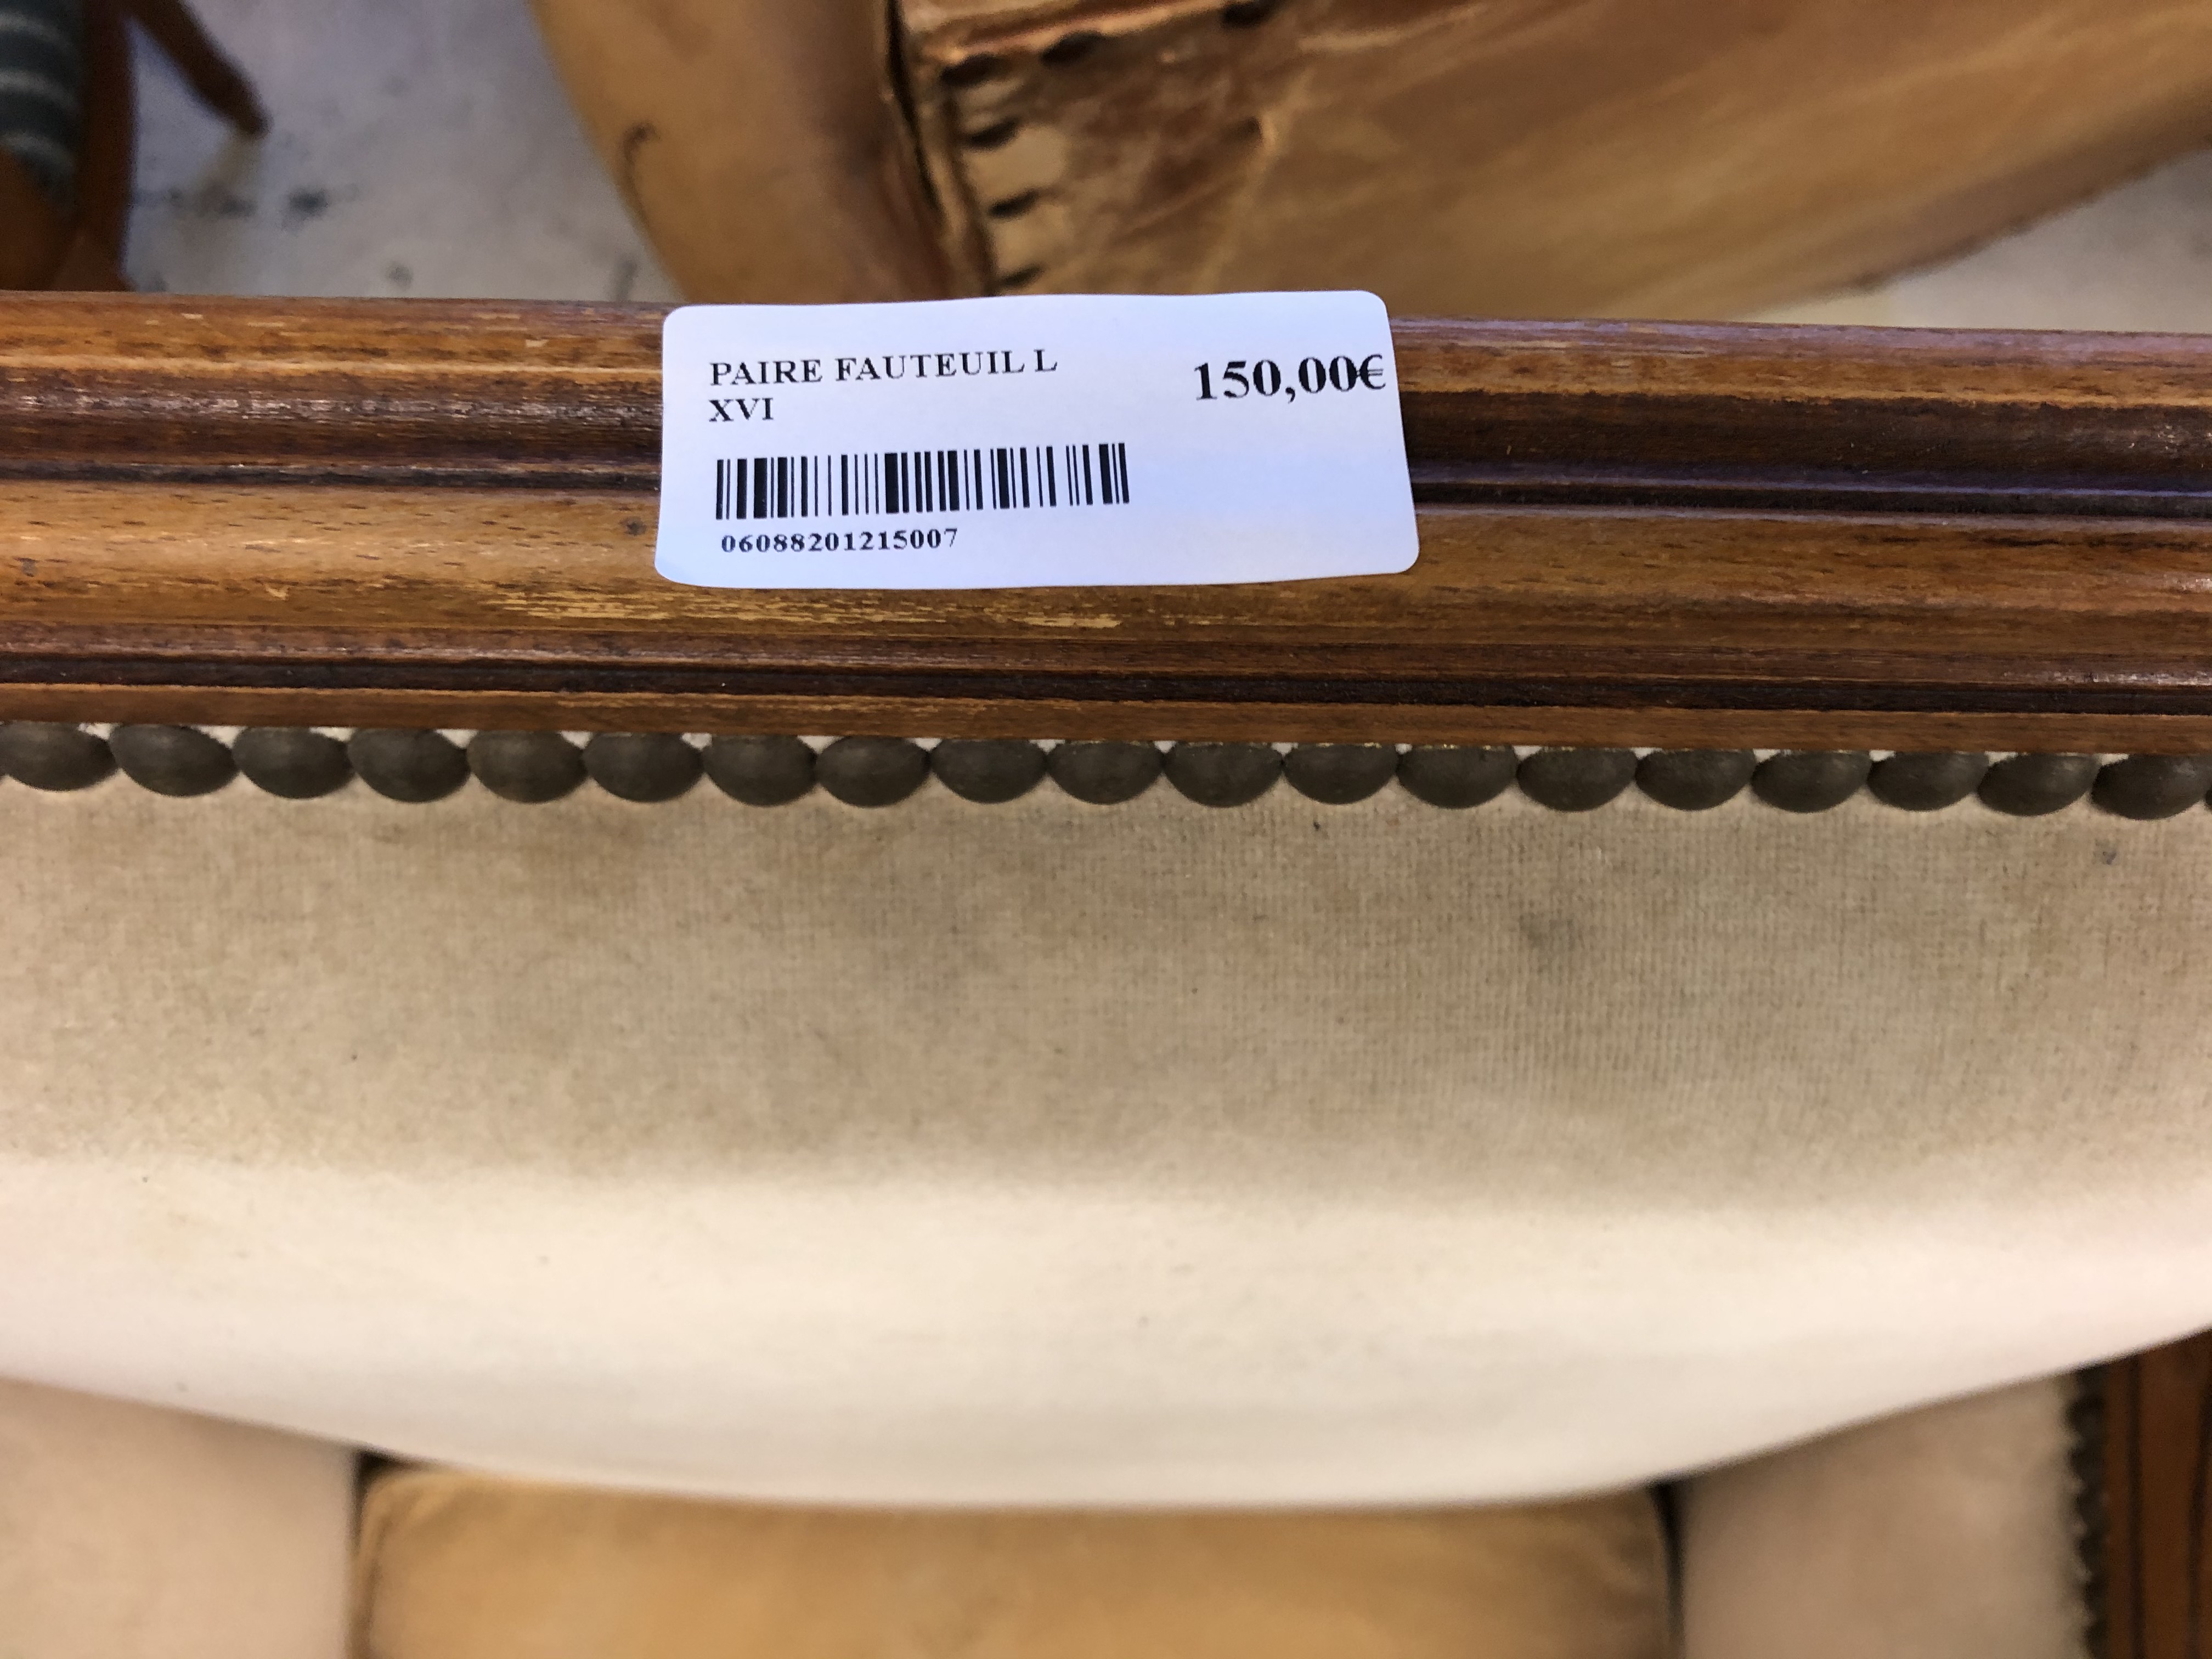 PAIRE FAUTEUIL L
XVI
150,00€
06088201215007